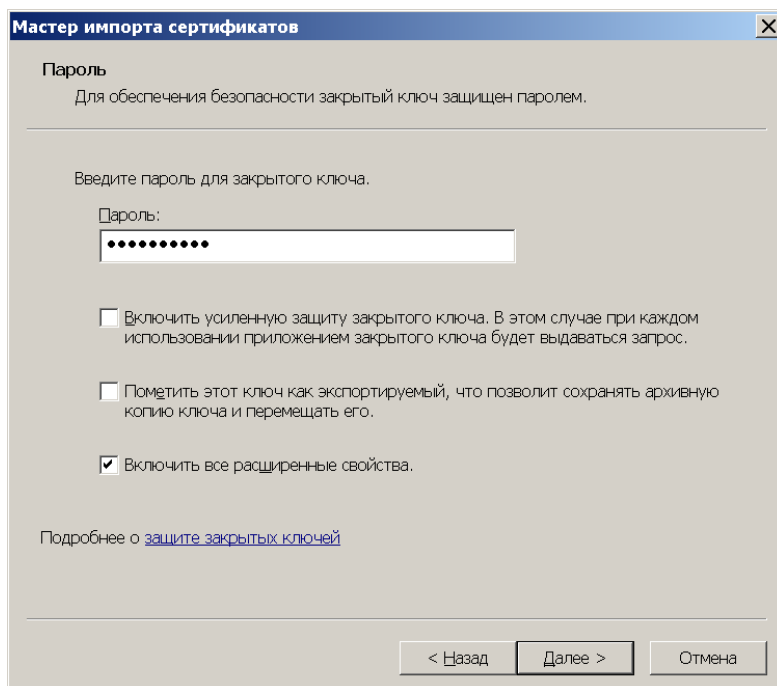 Мастер импорта сертификатов
Пароль
Для обеспечения безопасности закрытый ключ защищен паролем.
Введите пароль для закрытого ключа.
Пароль:
••••••••••
Включить усиленную защиту закрытого ключа. В этом случае при каждом
использовании приложением закрытого ключа будет выдаваться запрос.
Пометить этот ключ как экспортируемый, что позволит сохранять архивную
копию ключа и перемещать его.
Включить все расширенные свойства.
Подробнее о защите закрытых ключей
< Назад Далее > Отмена